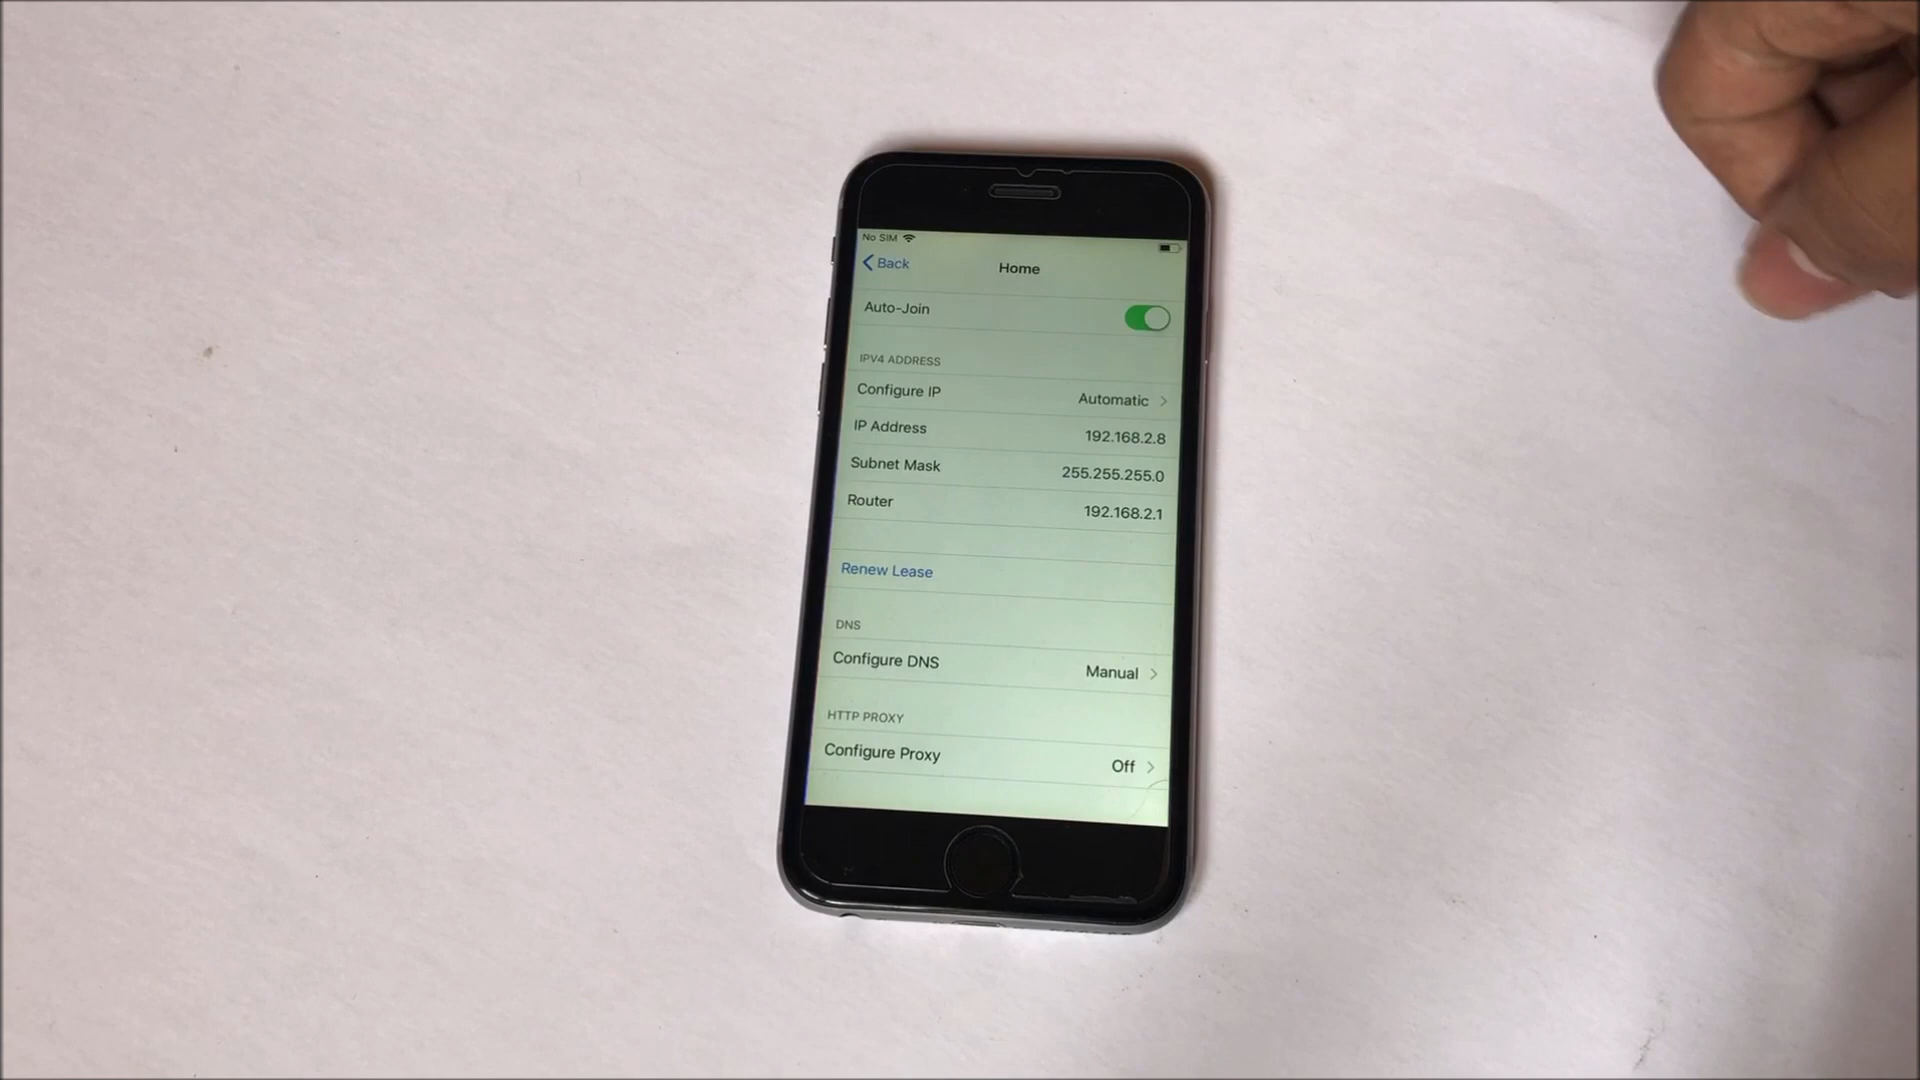 No SIM
Back
Home
Auto-Join
IPV4 ADDRESS
Configure IP Automatic
IP Address 192.168.2.8
Subnet Mask 255.255.255.0
Router 192.168.2.1
Renew Lease
DNS
Configure DNS Manual
HTTP PROXY
Configure Proxy Off